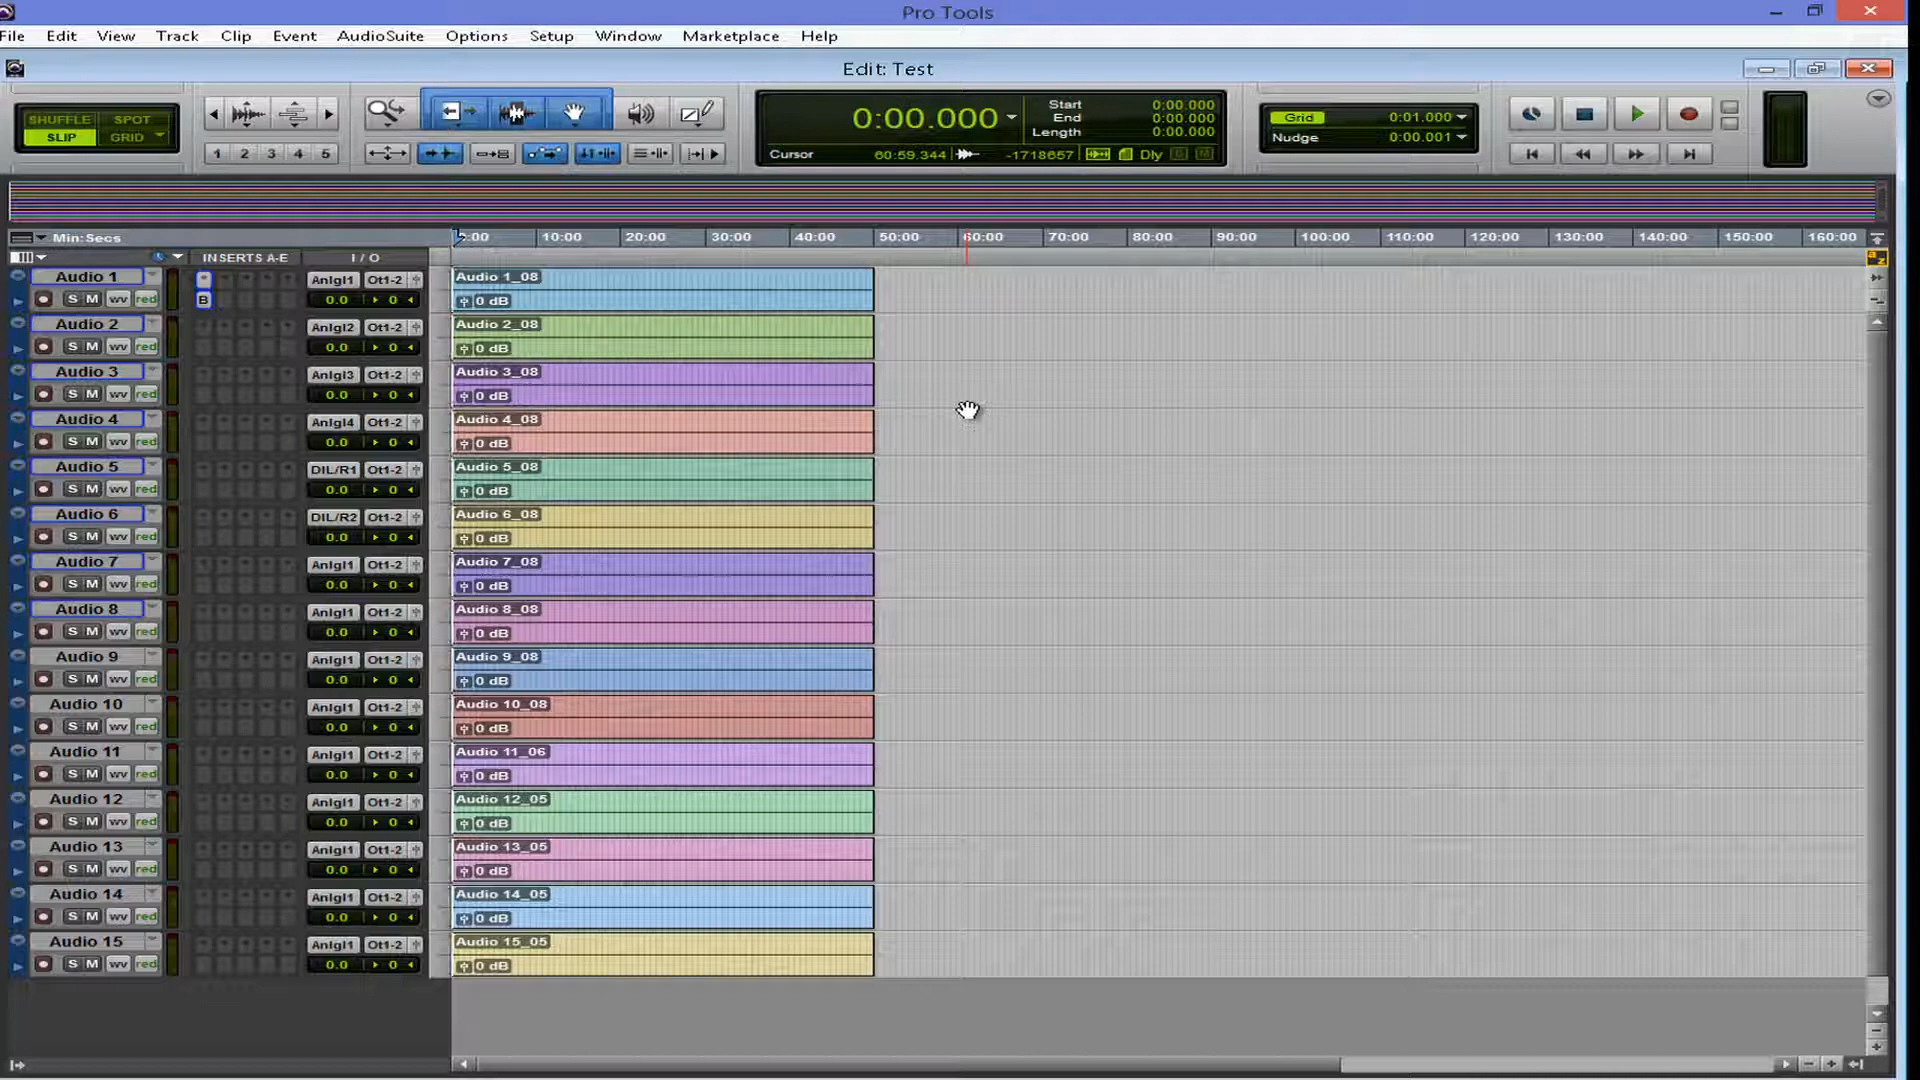 Pro Tools
File Edit View Track Clip Event AudioSuite Options Setup Window Marketplace Help
Edit: Test
SHUFFLE SPOT
SLIP GRID
1 2 3 4 5
0:00.000
Start 0:00.000
End 0:00.000
Length 0:00.000
Cursor 60:59.344 -1718657 Dly
Grid 0:01.000
Nudge 0:00.001
Min:Secs 0:00 10:00 20:00 30:00 40:00 50:00 60:00 70:00 80:00 90:00 100:00 110:00 120:00 130:00 140:00 150:00 160:00
INSERTS A-E I / O
a z
Audio 1 Anlgl1 Ot1-2 Audio 1_08
S M wv red B 0.0 0 0 dB
Audio 2 Anlgl2 Ot1-2 Audio 2_08
S M wv red 0.0 0 0 dB
Audio 3 Anlgl3 Ot1-2 Audio 3_08
S M wv red 0.0 0 0 dB
Audio 4 Anlgl4 Ot1-2 Audio 4_08
S M wv red 0.0 0 0 dB
Audio 5 DIL/R1 Ot1-2 Audio 5_08
S M wv red 0.0 0 0 dB
Audio 6 DIL/R2 Ot1-2 Audio 6_08
S M wv red 0.0 0 0 dB
Audio 7 Anlgl1 Ot1-2 Audio 7_08
S M wv red 0.0 0 0 dB
Audio 8 Anlgl1 Ot1-2 Audio 8_08
S M wv red 0.0 0 0 dB
Audio 9 Anlgl1 Ot1-2 Audio 9_08
S M wv red 0.0 0 0 dB
Audio 10 Anlgl1 Ot1-2 Audio 10_08
S M wv red 0.0 0 0 dB
Audio 11 Anlgl1 Ot1-2 Audio 11_06
S M wv red 0.0 0 0 dB
Audio 12 Anlgl1 Ot1-2 Audio 12_05
S M wv red 0.0 0 0 dB
Audio 13 Anlgl1 Ot1-2 Audio 13_05
S M wv red 0.0 0 0 dB
Audio 14 Anlgl1 Ot1-2 Audio 14_05
S M wv red 0.0 0 0 dB
Audio 15 Anlgl1 Ot1-2 Audio 15_05
S M wv red 0.0 0 0 dB